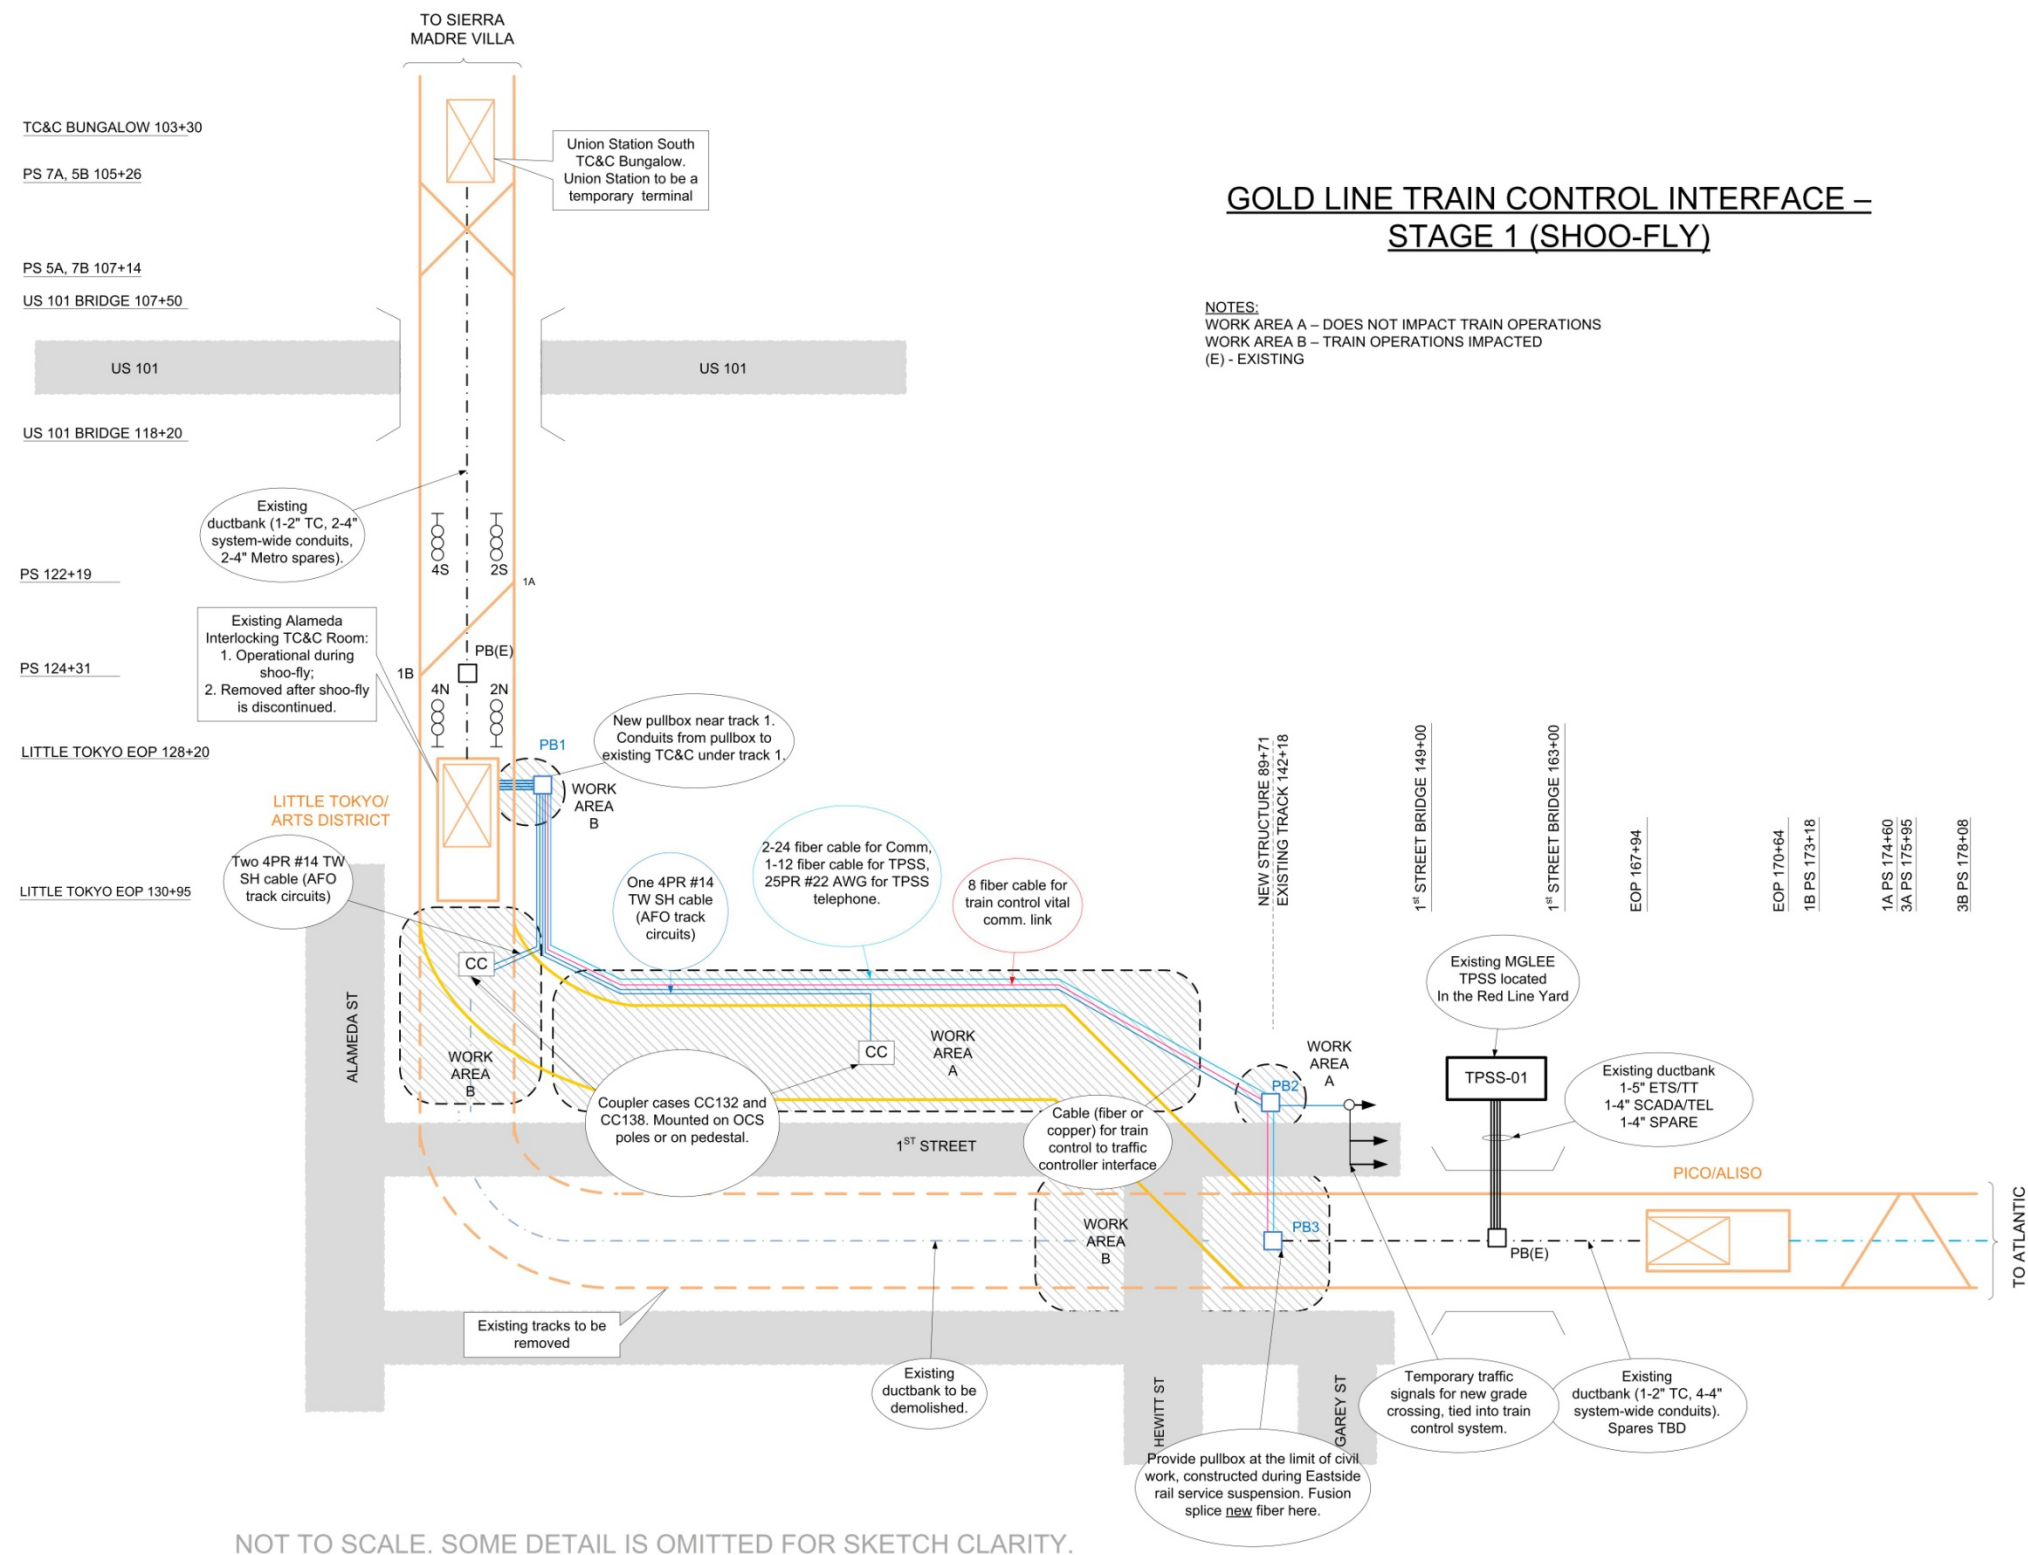 TO SIERRA
MADRE VILLA
TC&C BUNGALOW 103+30
PS 7A, 5B 105+26
PS 5A, 7B 107+14
US 101 BRIDGE 107+50
US 101
US 101
US 101 BRIDGE 118+20
Union Station South
TC&C Bungalow.
Union Station to be a
temporary terminal
GOLD LINE TRAIN CONTROL INTERFACE –
STAGE 1 (SHOO-FLY)
NOTES:
WORK AREA A – DOES NOT IMPACT TRAIN OPERATIONS
WORK AREA B – TRAIN OPERATIONS IMPACTED
(E) - EXISTING
Existing
ductbank (1-2" TC, 2-4"
system-wide conduits,
2-4" Metro spares).
4S
2S
PS 122+19
1A
Existing Alameda
Interlocking TC&C Room:
1. Operational during
shoo-fly;
2. Removed after shoo-fly
is discontinued.
PB(E)
PS 124+31
1B
4N
2N
New pullbox near track 1.
Conduits from pullbox to
existing TC&C under track 1.
PB1
LITTLE TOKYO EOP 128+20
WORK
AREA
B
LITTLE TOKYO/
ARTS DISTRICT
Two 4PR #14 TW
SH cable (AFO
track circuits)
LITTLE TOKYO EOP 130+95
One 4PR #14
TW SH cable
(AFO track
circuits)
2-24 fiber cable for Comm,
1-12 fiber cable for TPSS,
25PR #22 AWG for TPSS
telephone.
8 fiber cable for
train control vital
comm. link
NEW STRUCTURE 89+71
EXISTING TRACK 142+18
1st STREET BRIDGE 149+00
1st STREET BRIDGE 163+00
EOP 167+94
EOP 170+64
1B PS 173+18
1A PS 174+60
3A PS 175+95
3B PS 178+08
CC
Existing MGLEE
TPSS located
In the Red Line Yard
ALAMEDA ST
WORK
AREA
B
CC
WORK
AREA
A
WORK
AREA
A
PB2
TPSS-01
Existing ductbank
1-5" ETS/TT
1-4" SCADA/TEL
1-4" SPARE
Coupler cases CC132 and
CC138. Mounted on OCS
poles or on pedestal.
1ST STREET
Cable (fiber or
copper) for train
control to traffic
controller interface
PICO/ALISO
TO ATLANTIC
WORK
AREA
B
PB3
PB(E)
Existing tracks to be
removed
Existing
ductbank to be
demolished.
HEWITT ST
GAREY ST
Temporary traffic
signals for new grade
crossing, tied into train
control system.
Existing
ductbank (1-2" TC, 4-4"
system-wide conduits).
Spares TBD
Provide pullbox at the limit of civil
work, constructed during Eastside
rail service suspension. Fusion
splice new fiber here.
NOT TO SCALE. SOME DETAIL IS OMITTED FOR SKETCH CLARITY.